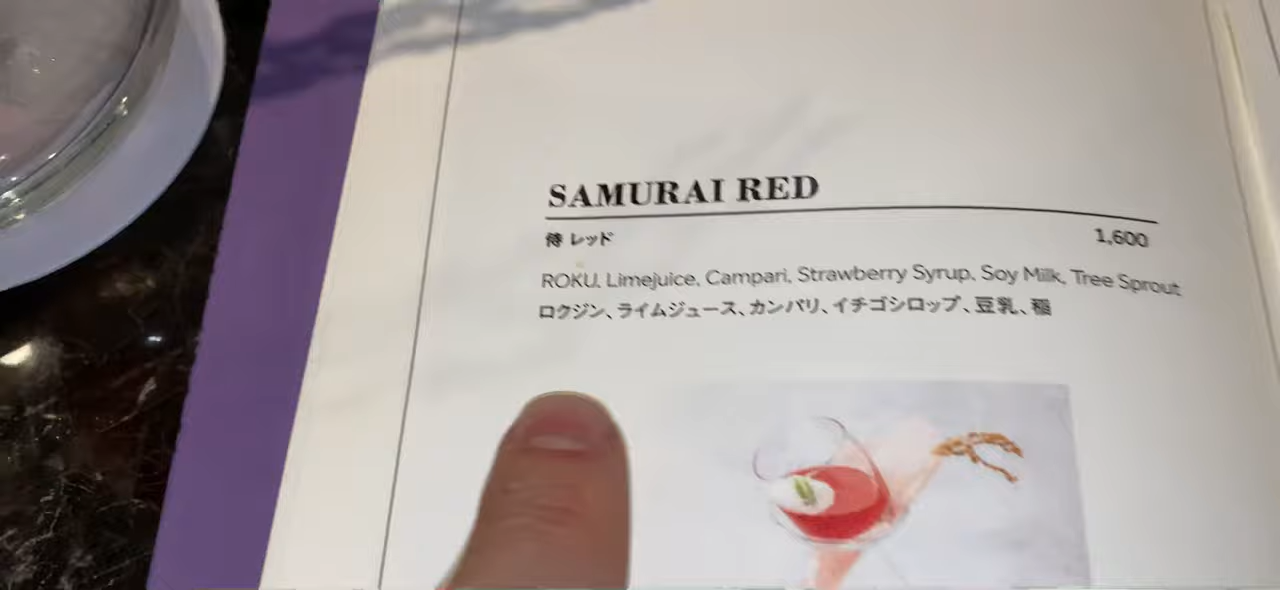 SAMURAI RED
侍 レッド 1,600
ROKU, Limejuice, Campari, Strawberry Syrup, Soy Milk, Tree Sprout
ロクジン、ライムジュース、カンパリ、イチゴシロップ、豆乳、稲